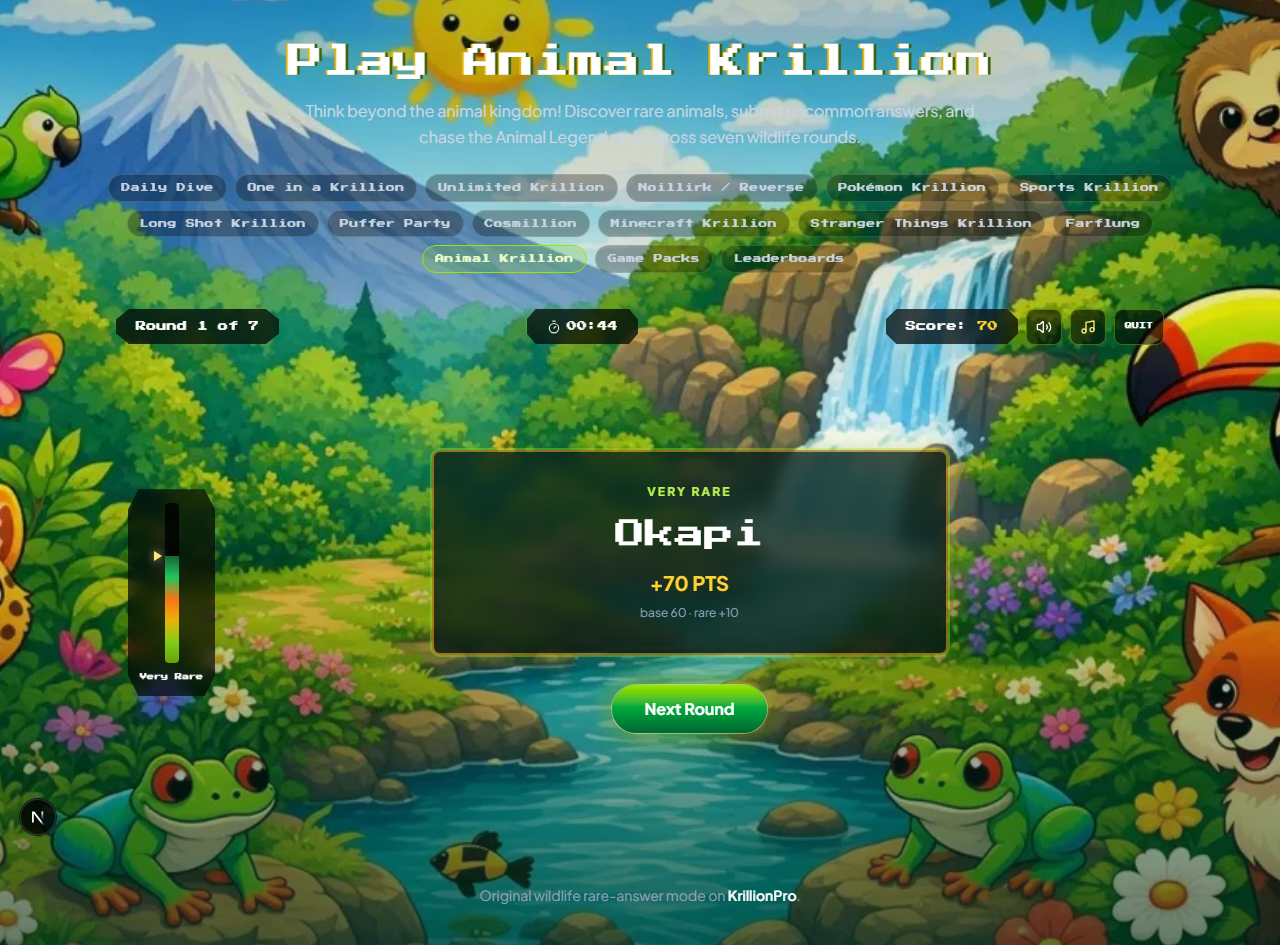 Play Animal Krillion
Think beyond the animal kingdom! Discover rare animals, submit uncommon answers, and
chase the Animal Legend rank across seven wildlife rounds.
Daily Dive One in a Krillion Unlimited Krillion Noillirk / Reverse Pokémon Krillion Sports Krillion
Long Shot Krillion Puffer Party Cosmillion Minecraft Krillion Stranger Things Krillion Farflung
Animal Krillion Game Packs Leaderboards
Round 1 of 7 00:44 Score: 70 QUIT
VERY RARE
Okapi
+70 PTS
base 60 · rare +10
Very Rare
Next Round
N
Original wildlife rare-answer mode on KrillionPro.